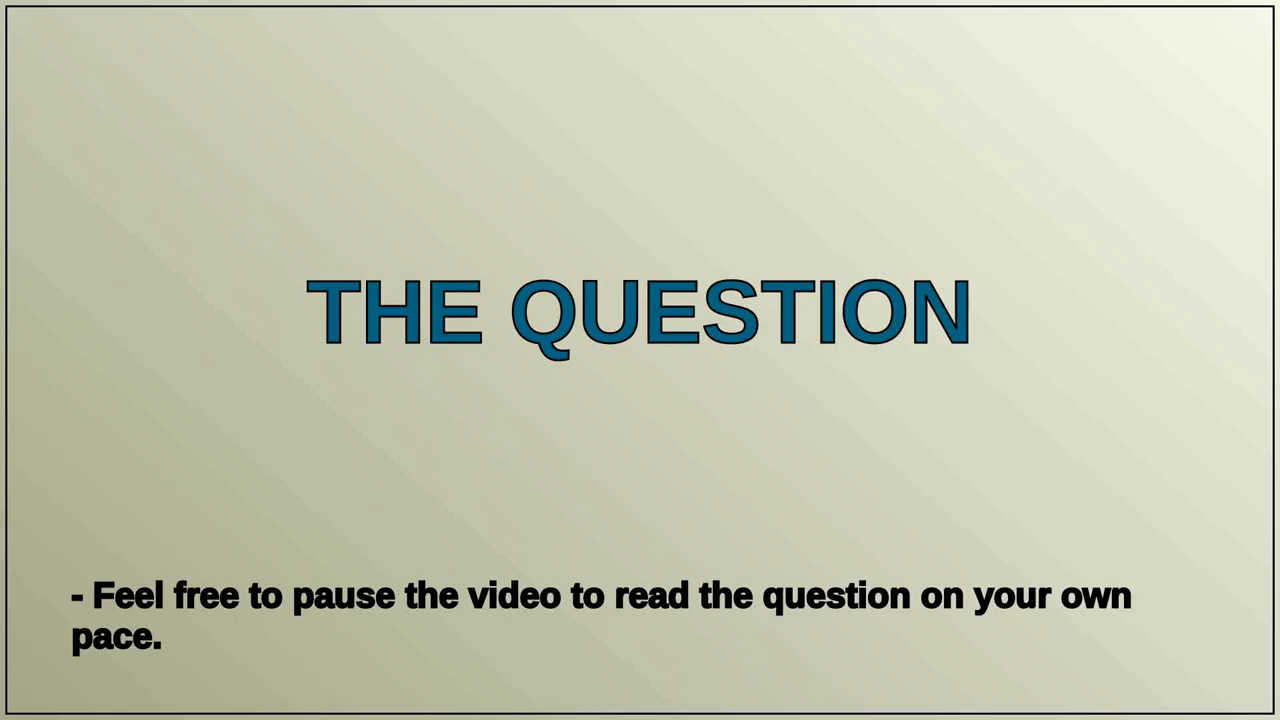 THE QUESTION
- Feel free to pause the video to read the question on your own
pace.